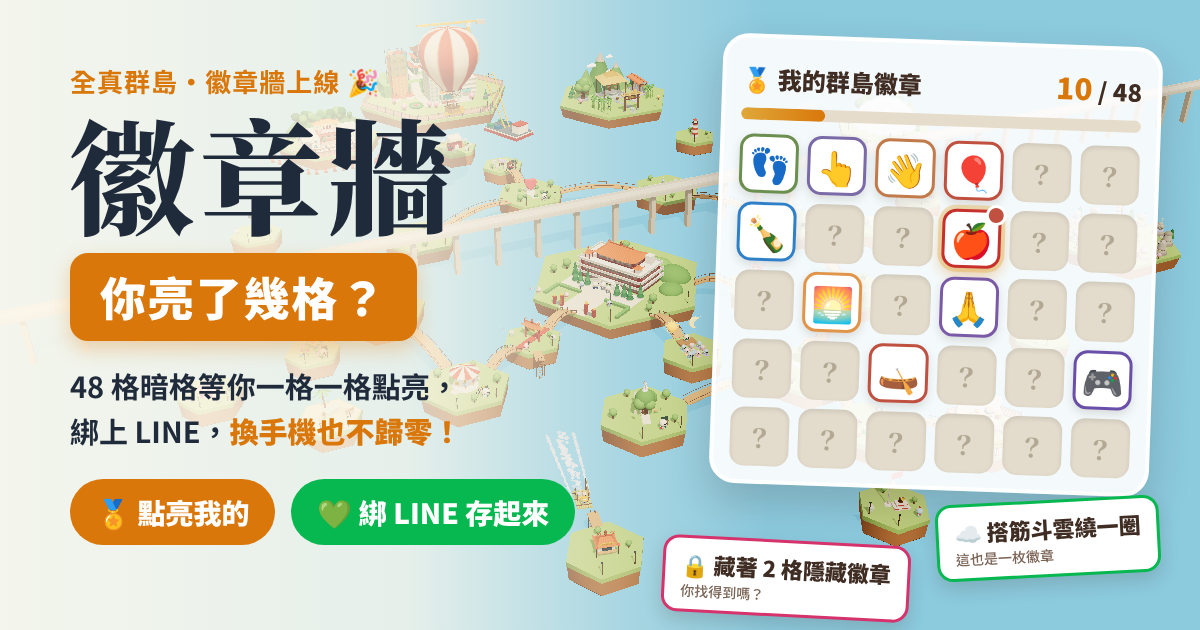 全真群島・徽章牆上線 🎉
徽章牆
你亮了幾格？
48 格暗格等你一格一格點亮，
綁上 LINE，換手機也不歸零！
🏅 點亮我的
💚 綁 LINE 存起來
🏅 我的群島徽章
10 / 48
? ?
? ? ? ?
? ? ? ?
? ? ? ?
? ? ? ? ? ?
🔒 藏著 2 格隱藏徽章
你找得到嗎？
☁️ 搭筋斗雲繞一圈
這也是一枚徽章